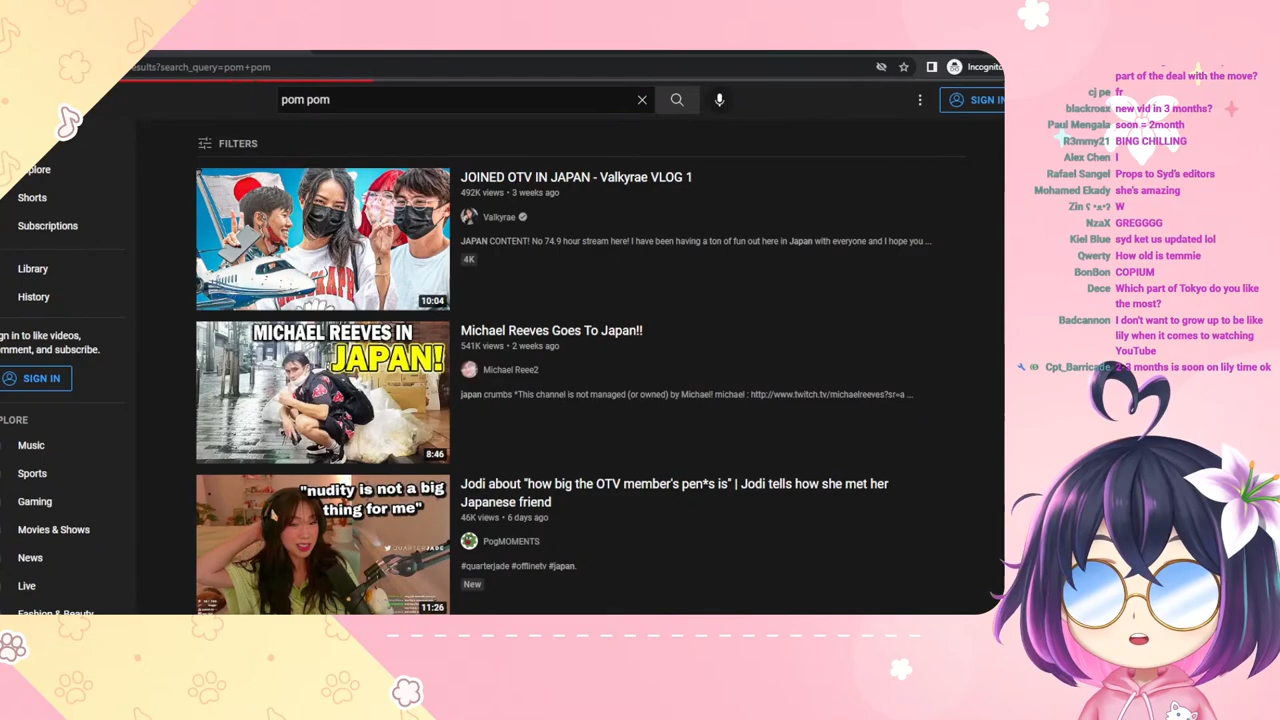 esults?search_query=pom+pom
Incognito
pom pom
SIGN IN
plore
Shorts
Subscriptions
Library
History
ign in to like videos,
omment, and subscribe.
SIGN IN
PLORE
Music
Sports
Gaming
Movies & Shows
News
Live
Fashion & Beauty
FILTERS
10:04
JOINED OTV IN JAPAN - Valkyrae VLOG 1
492K views • 3 weeks ago
Valkyrae
JAPAN CONTENT! No 74.9 hour stream here! I have been having a ton of fun out here in Japan with everyone and I hope you ...
4K
MICHAEL REEVES IN
JAPAN!
8:46
Michael Reeves Goes To Japan!!
541K views • 2 weeks ago
Michael Reee2
japan crumbs *This channel is not managed (or owned) by Michael! michael : http://www.twitch.tv/michaelreeves?sr=a ...
"nudity is not a big
thing for me"
QUARTERJADE
11:26
Jodi about "how big the OTV member's pen*s is" | Jodi tells how she met her
Japanese friend
46K views • 6 days ago
PogMOMENTS
#quarterjade #offlinetv #japan.
New
part of the deal with the move?
cj pe fr
blackroex new vid in 3 months?
Paul Mengala soon = 2month
R3mmy21 BING CHILLING
Alex Chen I
Rafael Sangel Props to Syd's editors
Mohamed Ekady she's amazing
Zin ʕ •ᴥ•ʔ W
NzaX GREGGGG
Kiel Blue syd ket us updated lol
Qwerty How old is temmie
BonBon COPIUM
Dece Which part of Tokyo do you like
the most?
Badcannon I don't want to grow up to be like
lily when it comes to watching
YouTube
Cpt_Barricade 2-3 months is soon on lily time ok